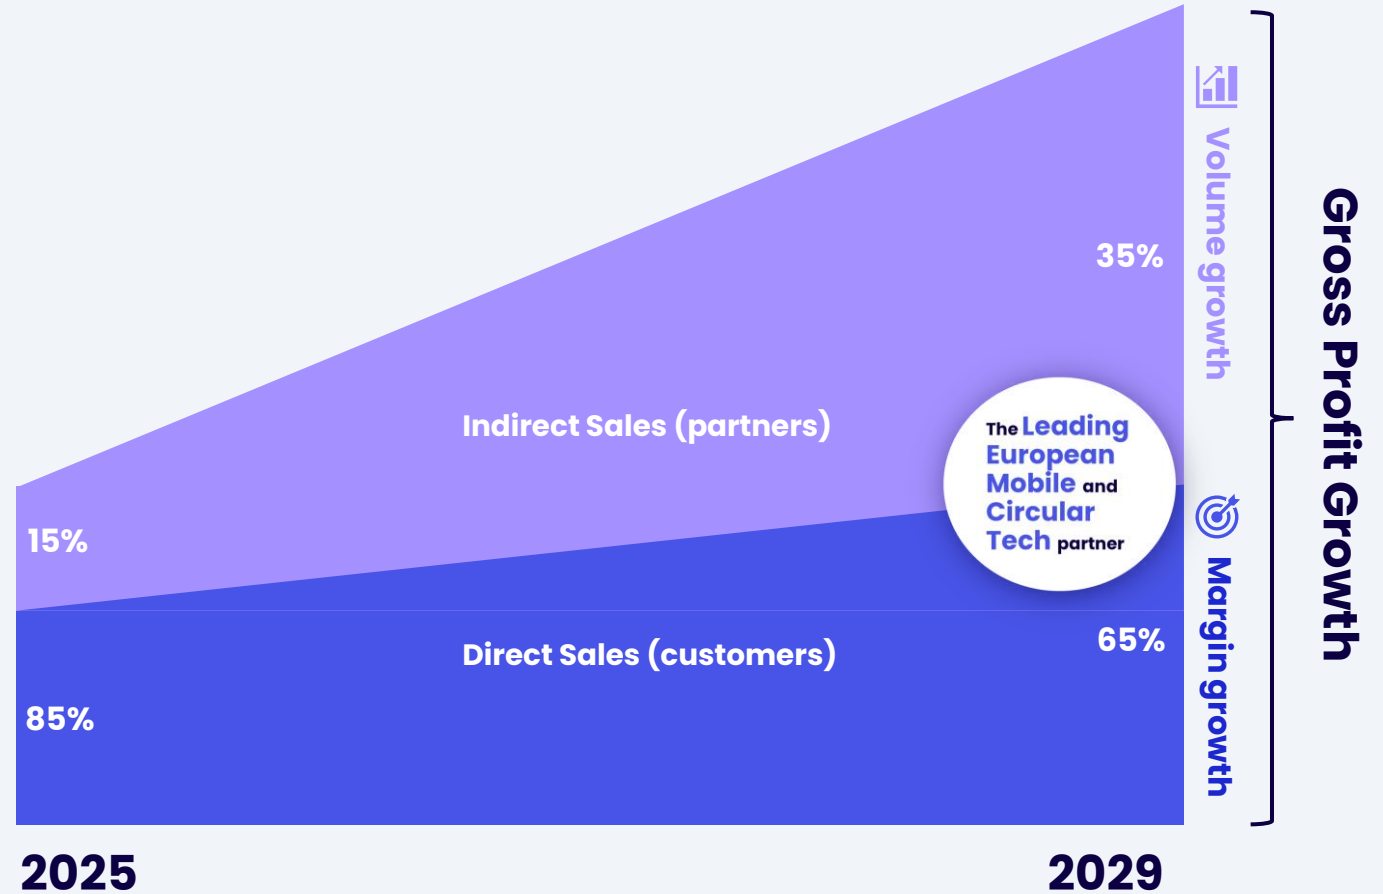 Volume growth
35%
Gross Profit Growth
Indirect Sales (partners)
The Leading
European
Mobile and
Circular
Tech partner
15%
Margin growth
65%
Direct Sales (customers)
85%
2025
2029